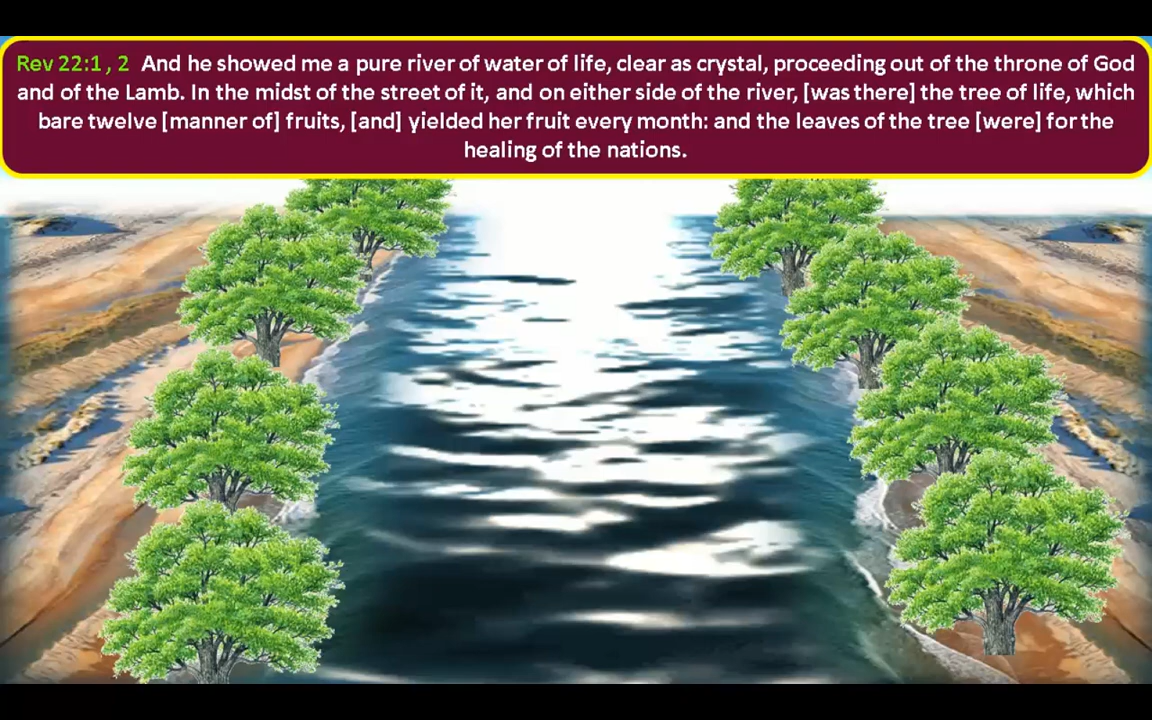 Rev 22:1 , 2 And he showed me a pure river of water of life, clear as crystal, proceeding out of the throne of God
and of the Lamb. In the midst of the street of it, and on either side of the river, [was there] the tree of life, which
bare twelve [manner of] fruits, [and] yielded her fruit every month: and the leaves of the tree [were] for the
healing of the nations.